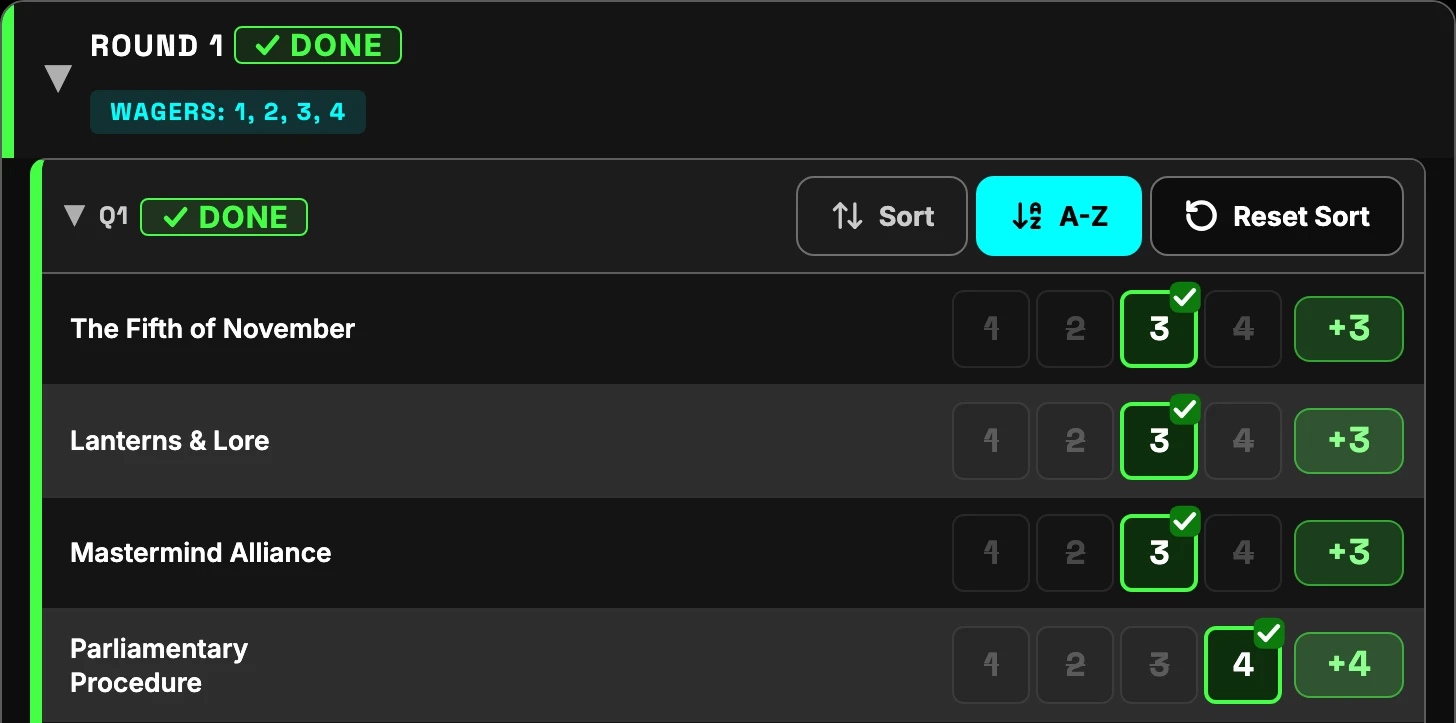 ROUND 1 DONE
WAGERS: 1, 2, 3, 4
Q1 DONE Sort A-Z Reset Sort
The Fifth of November 1 2 3 4 +3
Lanterns & Lore 1 2 3 4 +3
Mastermind Alliance 1 2 3 4 +3
Parliamentary
Procedure 1 2 3 4 +4